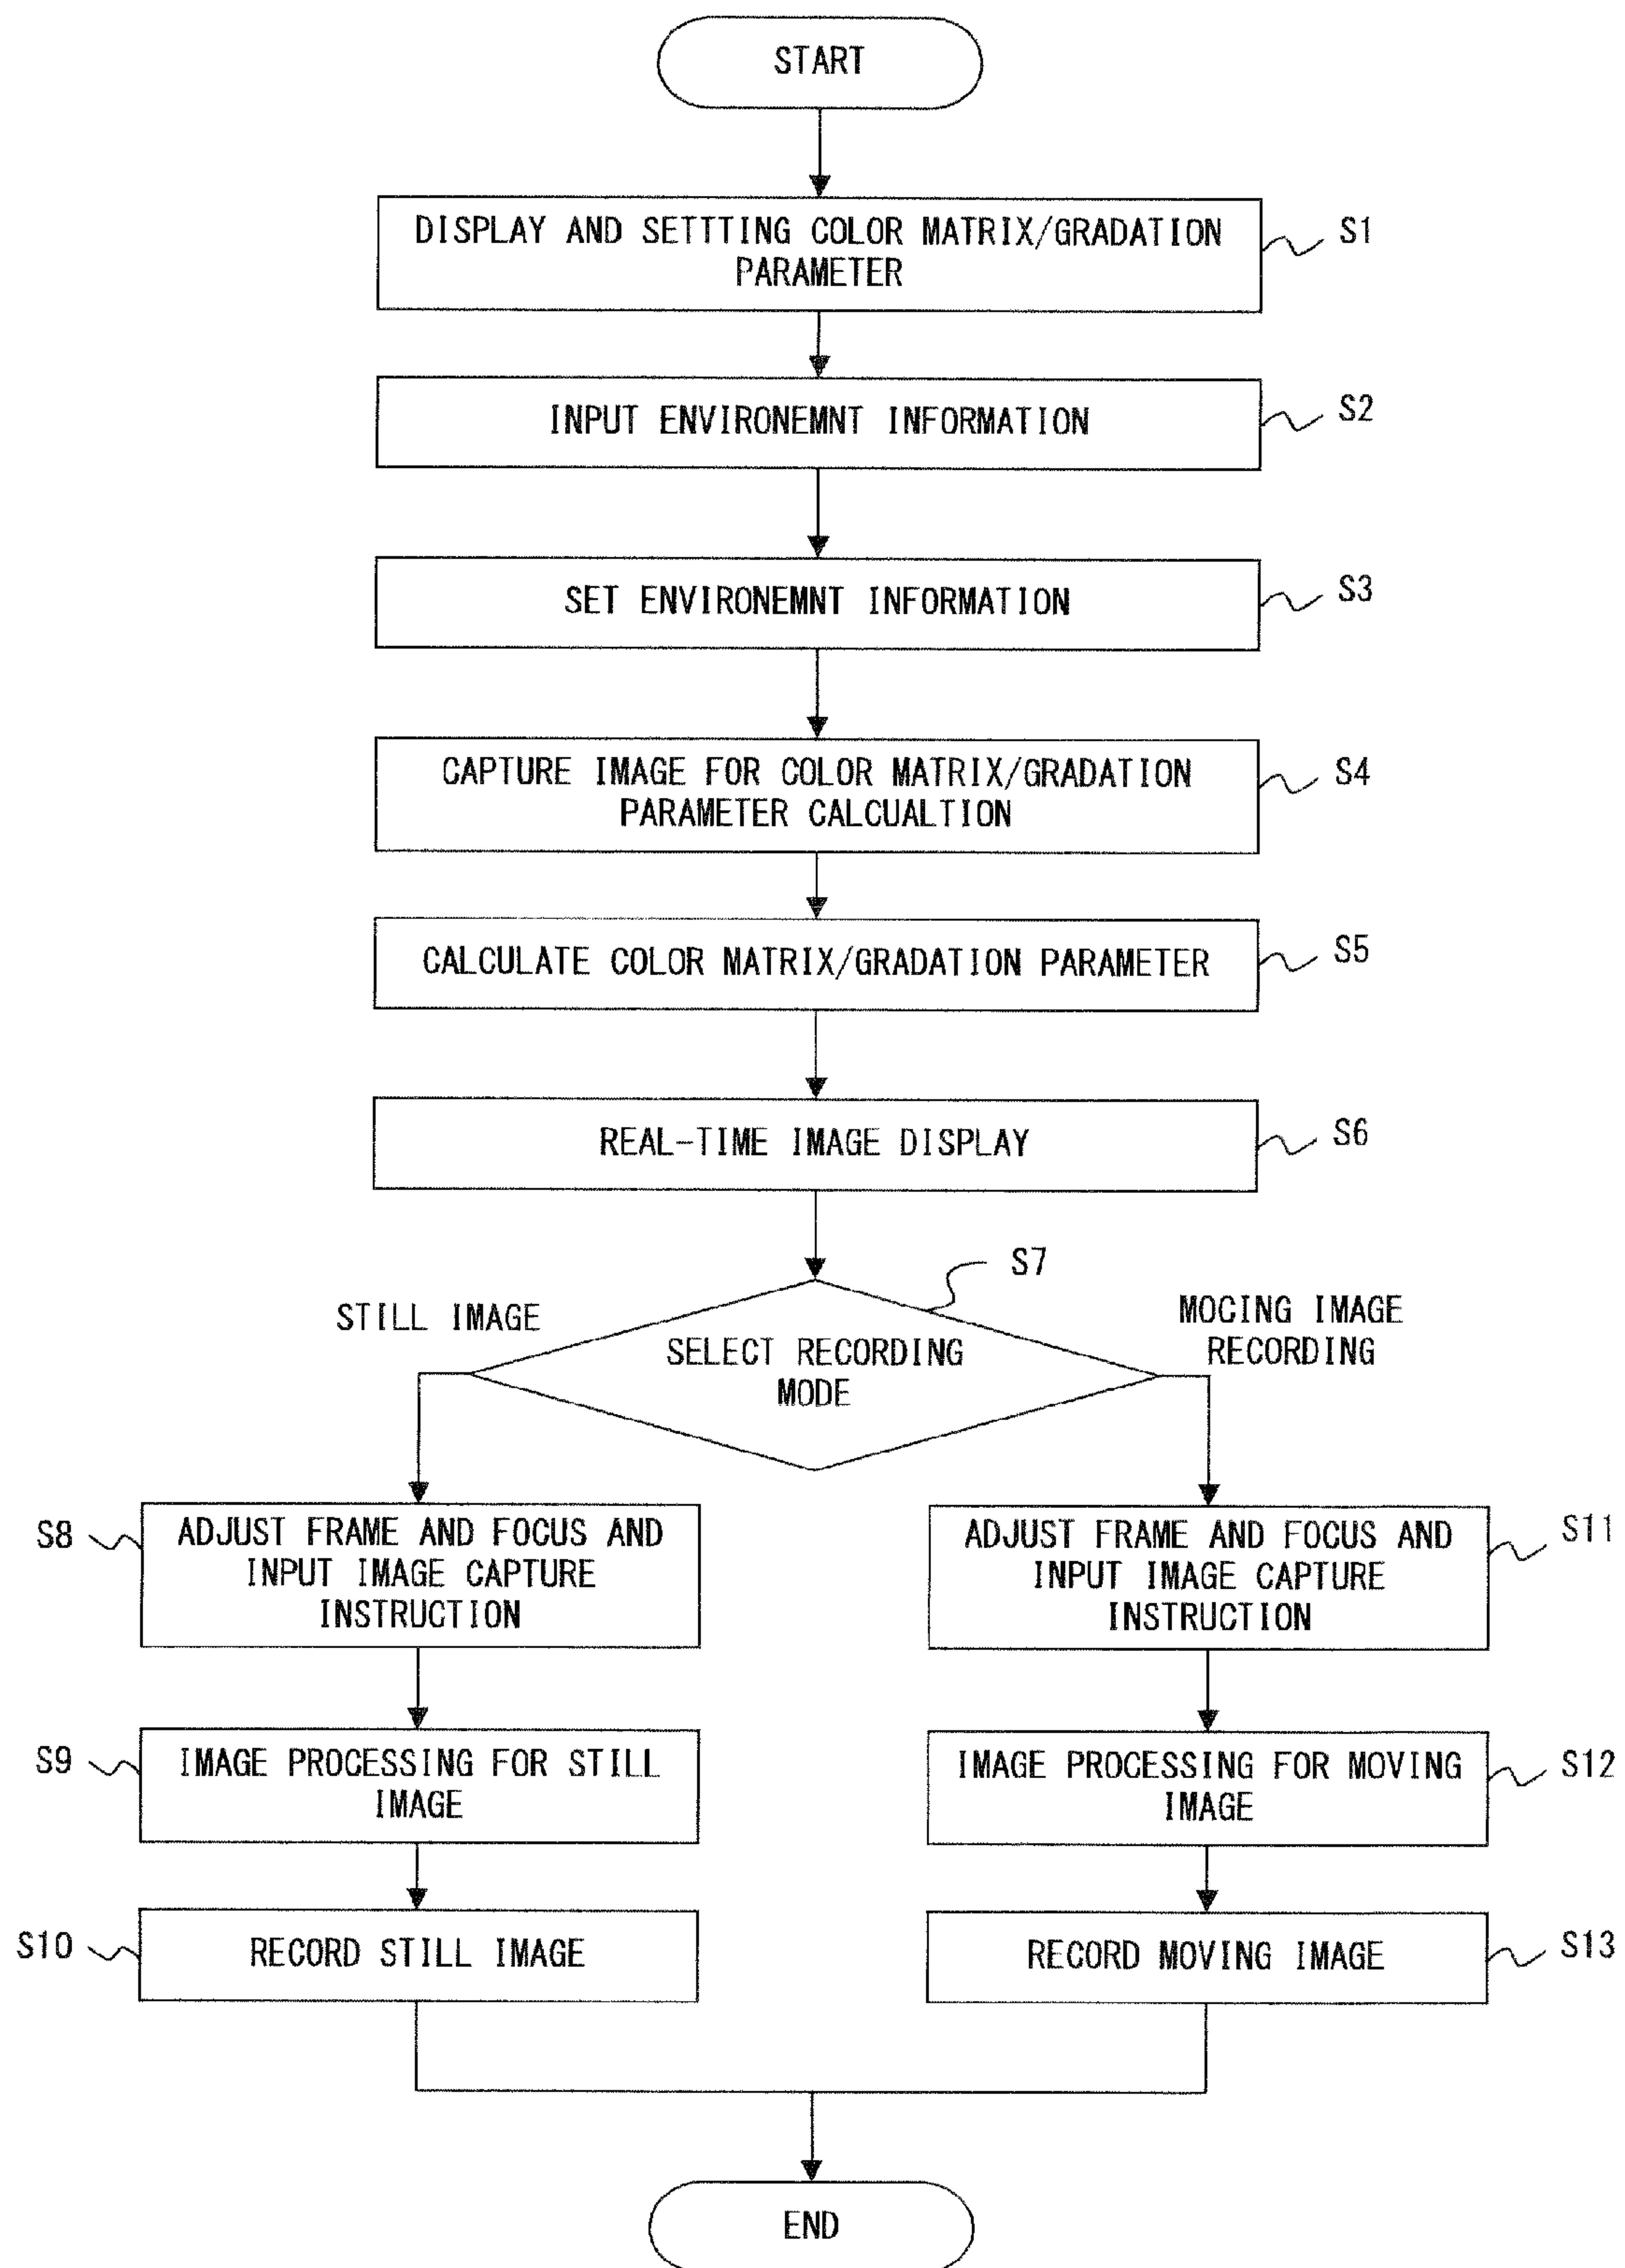 START
DISPLAY AND SETTTING COLOR MATRIX/GRADATION
PARAMETER
S1
INPUT ENVIRONEMNT INFORMATION
S2
SET ENVIRONEMNT INFORMATION
S3
CAPTURE IMAGE FOR COLOR MATRIX/GRADATION
PARAMETER CALCUALTION
S4
CALCULATE COLOR MATRIX/GRADATION PARAMETER
S5
REAL-TIME IMAGE DISPLAY
S6
S7
STILL IMAGE
SELECT RECORDING
MODE
MOCING IMAGE
RECORDING
S8
ADJUST FRAME AND FOCUS AND
INPUT IMAGE CAPTURE
INSTRUCTION
ADJUST FRAME AND FOCUS AND
INPUT IMAGE CAPTURE
INSTRUCTION
S11
S9
IMAGE PROCESSING FOR STILL
IMAGE
IMAGE PROCESSING FOR MOVING
IMAGE
S12
S10
RECORD STILL IMAGE
RECORD MOVING IMAGE
S13
END